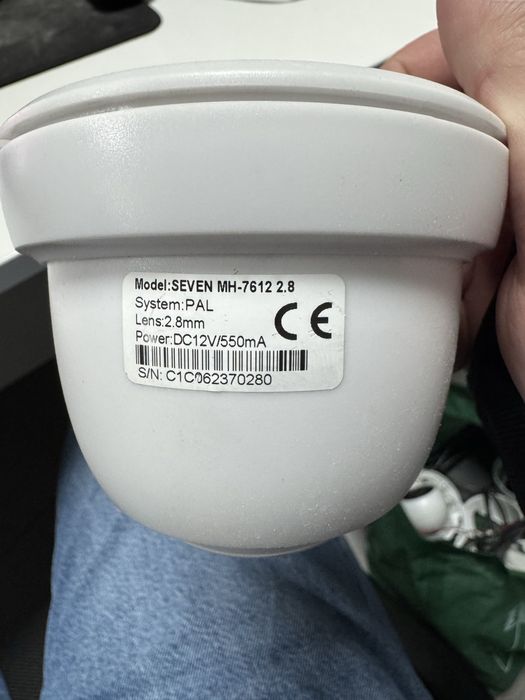 Model:SEVEN MH-7612 2.8
System:PAL
Lens:2.8mm
Power:DC12V/550mA
CE
S/N: C1C062370280